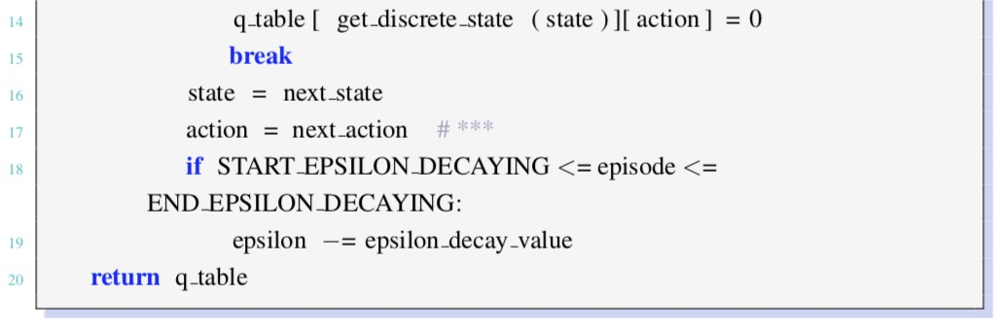 14 q_table [ get_discrete_state ( state ) ][ action ] = 0
15 break
16 state = next_state
17 action = next_action # ***
18 if START_EPSILON_DECAYING <= episode <=
END_EPSILON_DECAYING:
19 epsilon −= epsilon_decay_value
20 return q_table